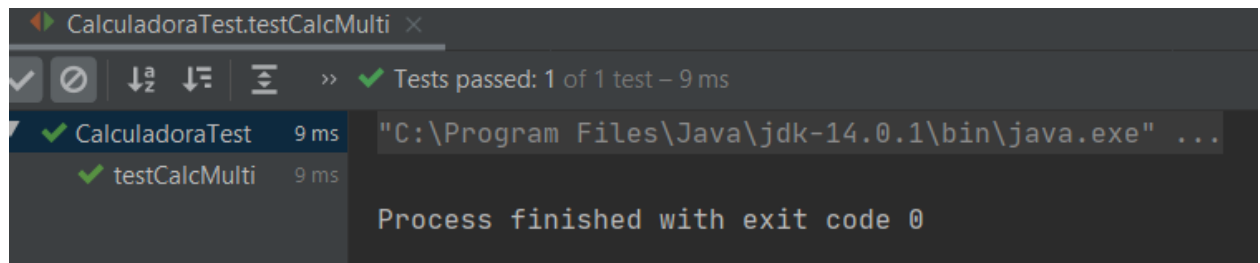 CalculadoraTest.testCalcMulti
Tests passed: 1 of 1 test – 9 ms
CalculadoraTest 9 ms
"C:\Program Files\Java\jdk-14.0.1\bin\java.exe" ...
testCalcMulti 9 ms
Process finished with exit code 0